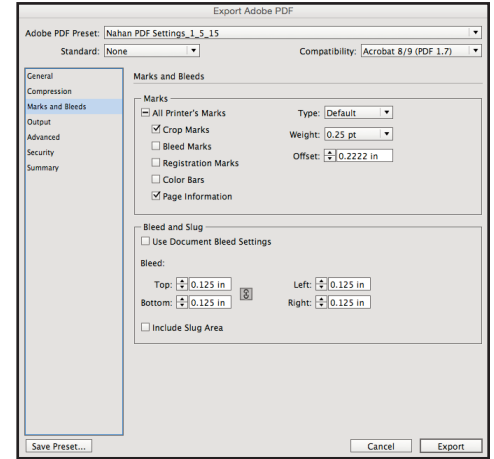 Export Adobe PDF
Adobe PDF Preset: Nahan PDF Settings_1_5_15
Standard: None Compatibility: Acrobat 8/9 (PDF 1.7)
General
Compression
Marks and Bleeds
Output
Advanced
Security
Summary
Marks and Bleeds
Marks
All Printer's Marks Type: Default
Crop Marks Weight: 0.25 pt
Bleed Marks Offset: 0.2222 in
Registration Marks
Color Bars
Page Information
Bleed and Slug
Use Document Bleed Settings
Bleed:
Top: 0.125 in Left: 0.125 in
Bottom: 0.125 in Right: 0.125 in
Include Slug Area
Save Preset... Cancel Export